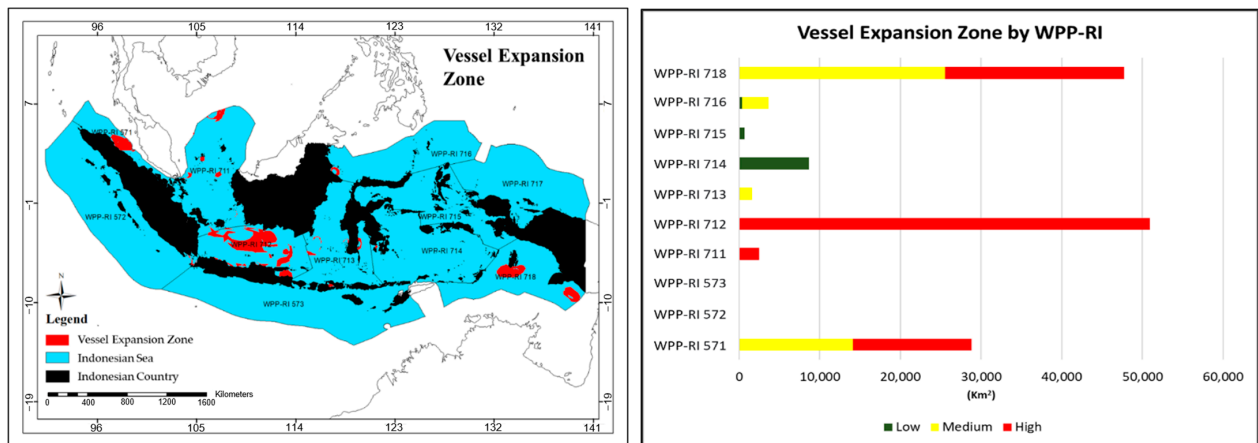 96 105 114 123 132 141
Vessel Expansion
Zone
7
-1
-10
-19
7
-1
-10
-19
WPP-RI 571
WPP-RI 711
WPP-RI 716
WPP-RI 717
WPP-RI 572
WPP-RI 715
WPP-RI 712
WPP-RI 713
WPP-RI 714
WPP-RI 718
WPP-RI 573
N
Legend
Vessel Expansion Zone
Indonesian Sea
Indonesian Country
Kilometers
0 200 400 800 1200 1600
96 105 114 123 132 141
Vessel Expansion Zone by WPP-RI
WPP-RI 718
WPP-RI 716
WPP-RI 715
WPP-RI 714
WPP-RI 713
WPP-RI 712
WPP-RI 711
WPP-RI 573
WPP-RI 572
WPP-RI 571
0 10,000 20,000 30,000 40,000 50,000 60,000
(Km²)
Low Medium High